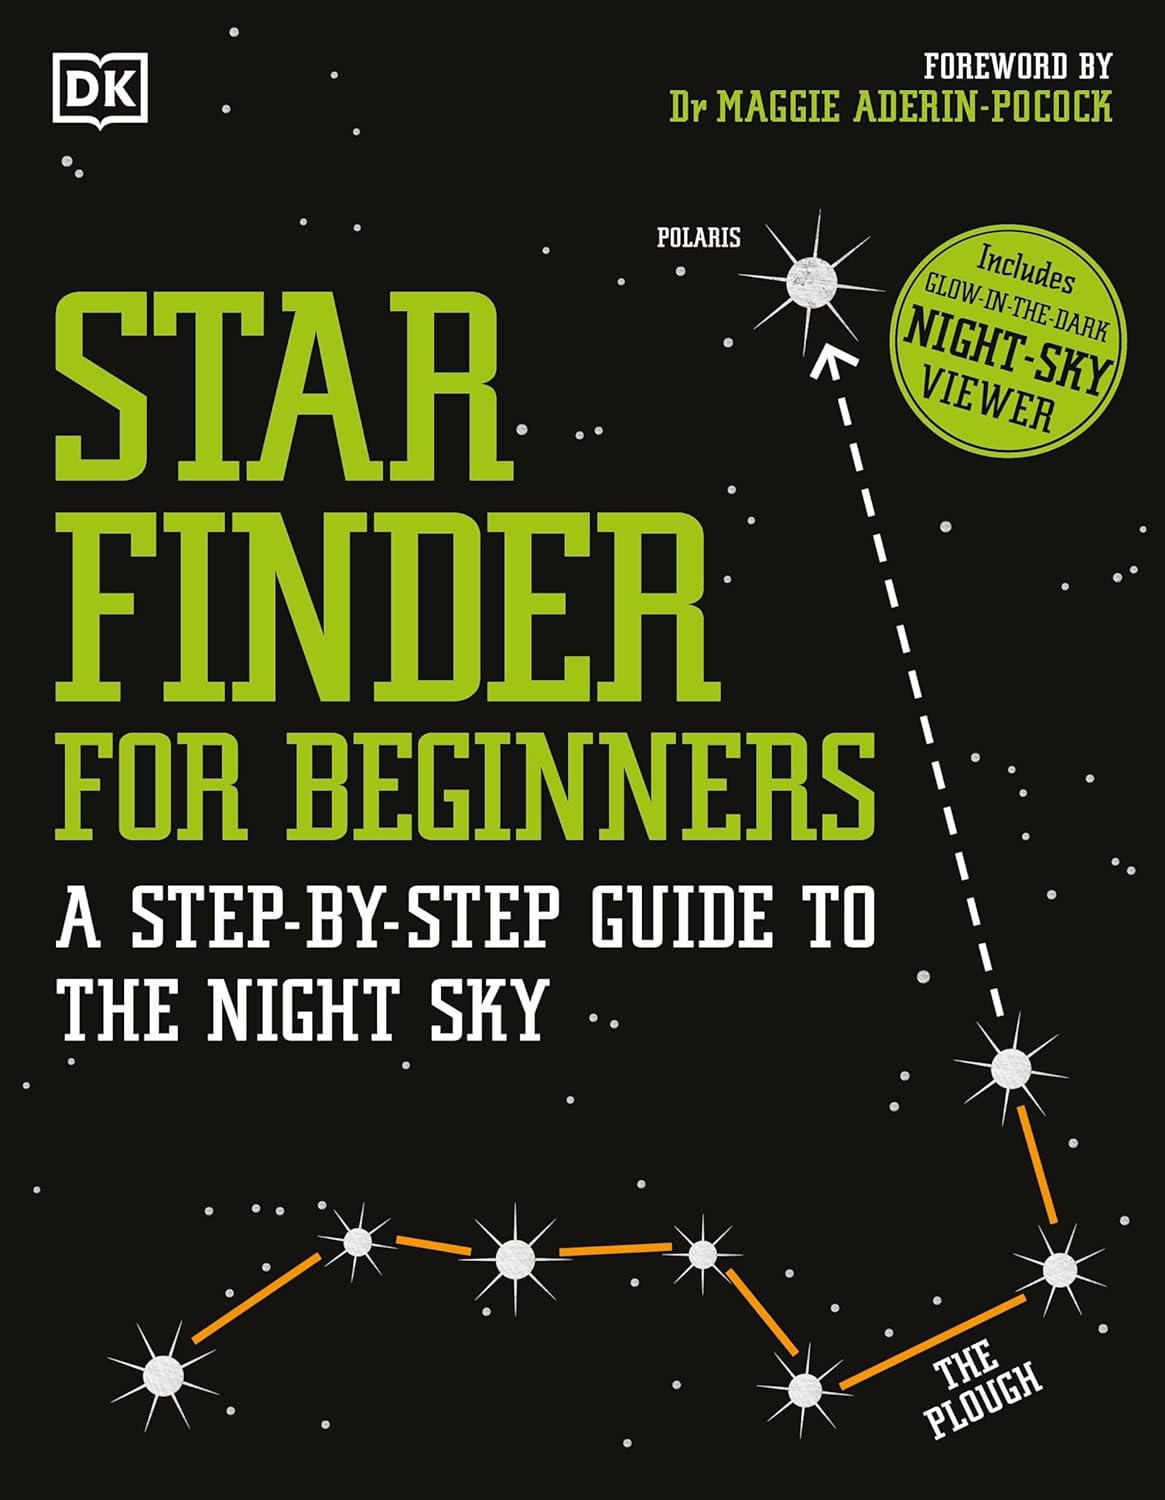 DK
FOREWORD BY
Dr MAGGIE ADERIN-POCOCK
POLARIS
Includes
GLOW-IN-THE-DARK
NIGHT-SKY
VIEWER
STAR
FINDER
FOR BEGINNERS
A STEP-BY-STEP GUIDE TO
THE NIGHT SKY
THE
PLOUGH